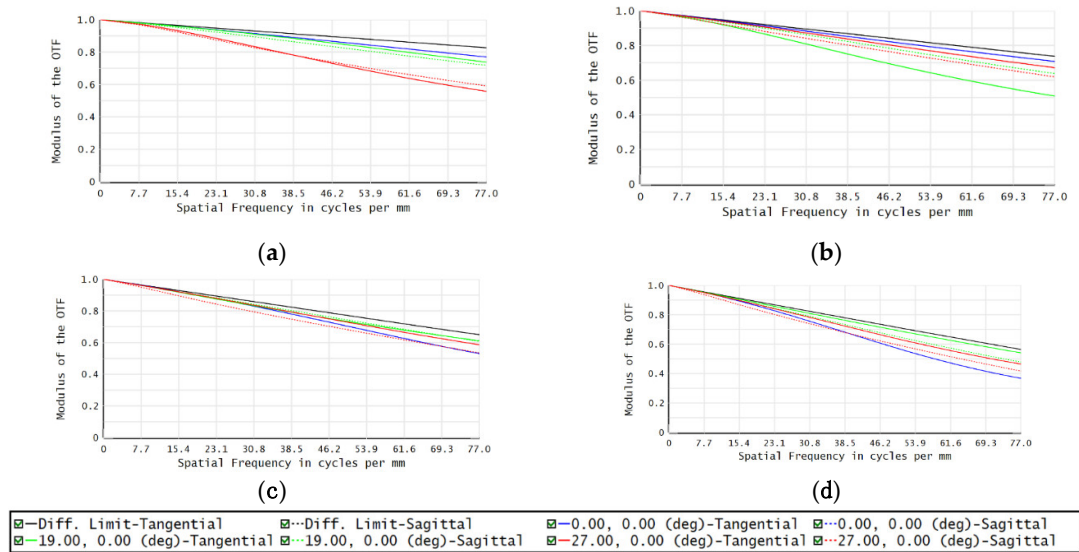 1.0
0.8
0.6
0.4
0.2
0
Modulus of the OTF
0 7.7 15.4 23.1 30.8 38.5 46.2 53.9 61.6 69.3 77.0
Spatial Frequency in cycles per mm
(a)
1.0
0.8
0.6
0.4
0.2
0
Modulus of the OTF
0 7.7 15.4 23.1 30.8 38.5 46.2 53.9 61.6 69.3 77.0
Spatial Frequency in cycles per mm
(b)
1.0
0.8
0.6
0.4
0.2
0
Modulus of the OTF
0 7.7 15.4 23.1 30.8 38.5 46.2 53.9 61.6 69.3 77.0
Spatial Frequency in cycles per mm
(c)
1.0
0.8
0.6
0.4
0.2
0
Modulus of the OTF
0 7.7 15.4 23.1 30.8 38.5 46.2 53.9 61.6 69.3 77.0
Spatial Frequency in cycles per mm
(d)
Diff. Limit-Tangential Diff. Limit-Sagittal 0.00, 0.00 (deg)-Tangential 0.00, 0.00 (deg)-Sagittal
19.00, 0.00 (deg)-Tangential 19.00, 0.00 (deg)-Sagittal 27.00, 0.00 (deg)-Tangential 27.00, 0.00 (deg)-Sagittal